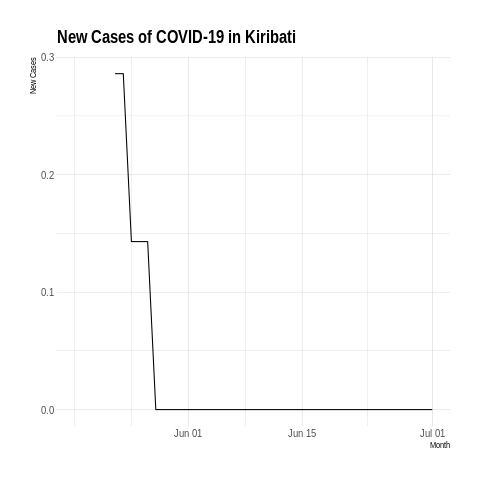 New Cases of COVID-19 in Kiribati
New Cases
0.3
0.2
0.1
0.0
Jun 01 Jun 15 Jul 01
Month